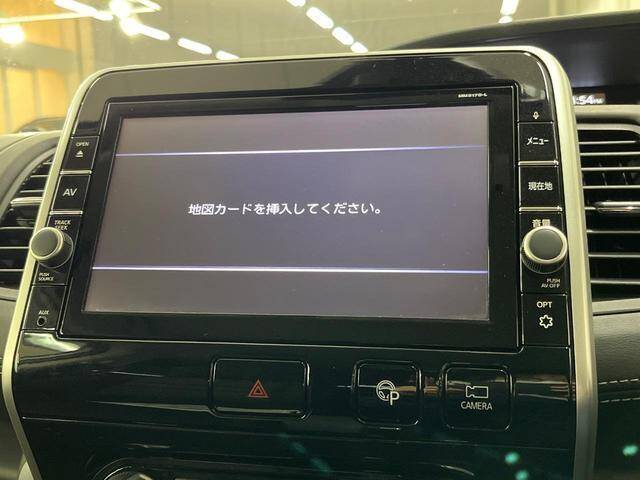 MM517D-L
:54
OPEN
AV
TRACK
SEEK
PUSH
SOURCE
AUX
地図カードを挿入してください。
メニュー
現在地
音量
PUSH
AV OFF
OPT
P
CAMERA